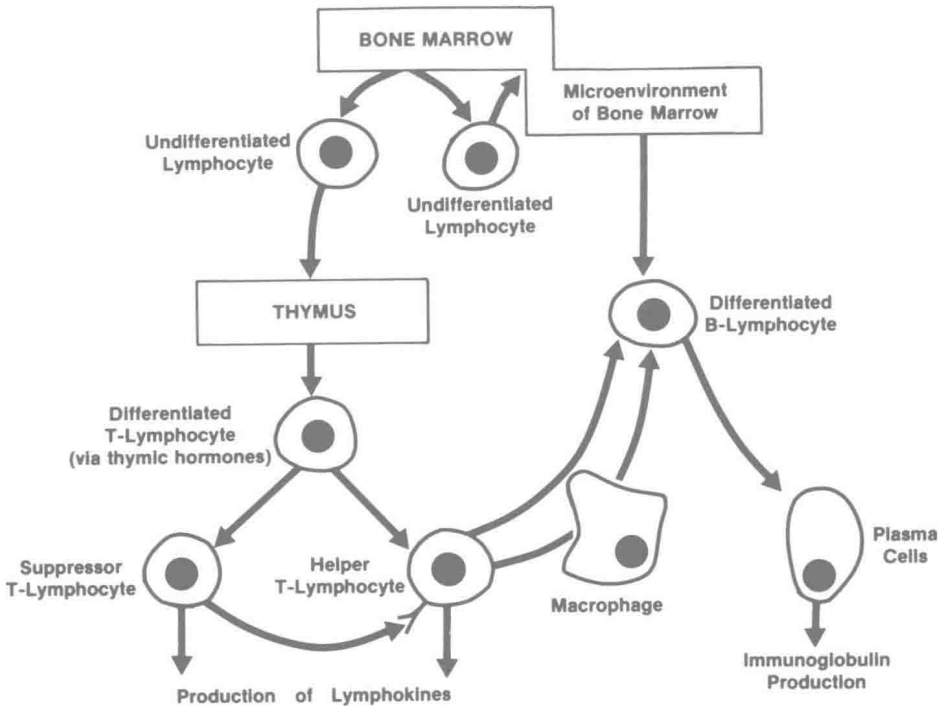 BONE MARROW
Microenvironment
of Bone Marrow
Undifferentiated
Lymphocyte
Undifferentiated
Lymphocyte
THYMUS
Differentiated
B-Lymphocyte
Differentiated
T-Lymphocyte
(via thymic hormones)
Suppressor
T-Lymphocyte
Helper
T-Lymphocyte
Macrophage
Plasma
Cells
Immunoglobulin
Production
Production of Lymphokines